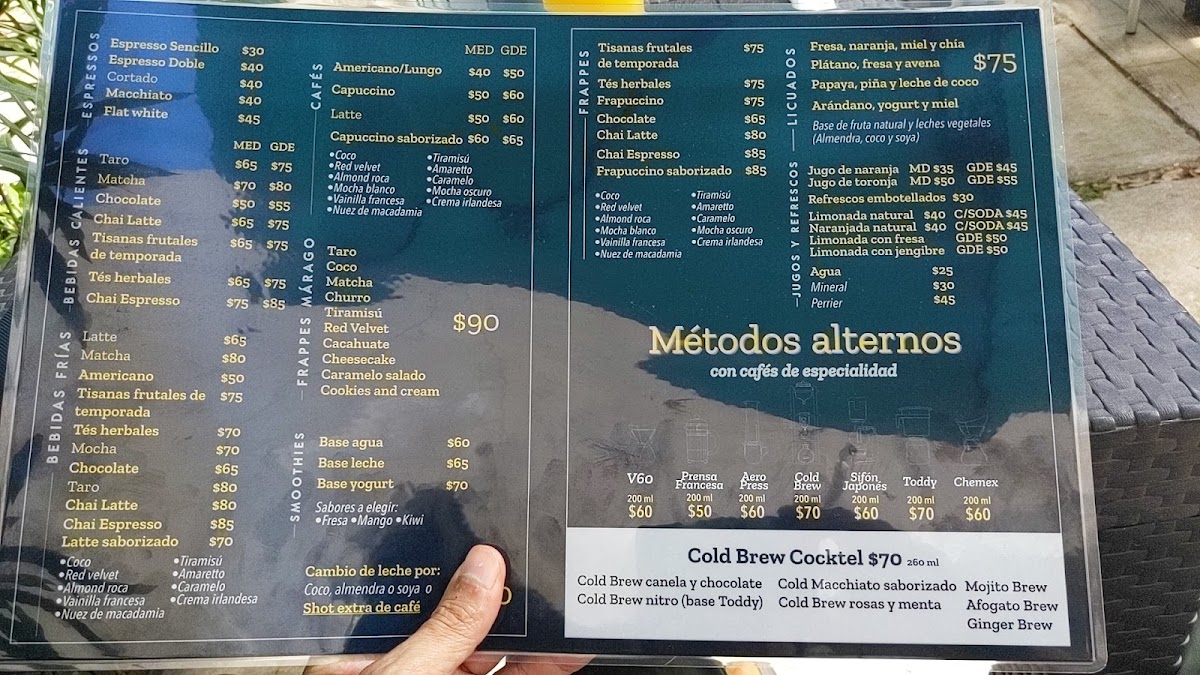 ESPRESSOS
Espresso Sencillo $30
Espresso Doble $40
Cortado $40
Macchiato $40
Flat white $45
BEBIDAS CALIENTES
MED GDE
Taro $65 $75
Matcha $70 $80
Chocolate $50 $55
Chai Latte $65 $75
Tisanas frutales $65 $75
de temporada
Tés herbales $65 $75
Chai Espresso $75 $85
BEBIDAS FRÍAS
Latte $65
Matcha $80
Americano $50
Tisanas frutales de $75
temporada
Tés herbales $70
Mocha $70
Chocolate $65
Taro $80
Chai Latte $80
Chai Espresso $85
Latte saborizado $70
•Coco •Tiramisú
•Red velvet •Amaretto
•Almond roca •Caramelo
•Vainilla francesa •Crema irlandesa
•Nuez de macadamia
CAFÉS
MED GDE
Americano/Lungo $40 $50
Capuccino $50 $60
Latte $50 $60
Capuccino saborizado $60 $65
•Coco •Tiramisú
•Red velvet •Amaretto
•Almond roca •Caramelo
•Mocha blanco •Mocha oscuro
•Vainilla francesa •Crema irlandesa
•Nuez de macadamia
FRAPPES MÁRAGO
Taro
Coco
Matcha
Churro
Tiramisú
Red Velvet $90
Cacahuate
Cheesecake
Caramelo salado
Cookies and cream
SMOOTHIES
Base agua $60
Base leche $65
Base yogurt $70
Sabores a elegir:
•Fresa •Mango •Kiwi
Cambio de leche por:
Coco, almendra o soya o
Shot extra de café
FRAPPES
Tisanas frutales $75
de temporada
Tés herbales $75
Frapuccino $75
Chocolate $65
Chai Latte $80
Chai Espresso $85
Frapuccino saborizado $85
•Coco •Tiramisú
•Red velvet •Amaretto
•Almond roca •Caramelo
•Mocha blanco •Mocha oscuro
•Vainilla francesa •Crema irlandesa
•Nuez de macadamia
LICUADOS
Fresa, naranja, miel y chía
Plátano, fresa y avena $75
Papaya, piña y leche de coco
Arándano, yogurt y miel
Base de fruta natural y leches vegetales
(Almendra, coco y soya)
JUGOS Y REFRESCOS
Jugo de naranja MD $35 GDE $45
Jugo de toronja MD $50 GDE $55
Refrescos embotellados $30
Limonada natural $40 C/SODA $45
Naranjada natural $40 C/SODA $45
Limonada con fresa GDE $50
Limonada con jengibre GDE $50
Agua $25
Mineral $30
Perrier $45
Métodos alternos
con cafés de especialidad
V60 Prensa Francesa Aero Press Cold Brew Sifón Japones Toddy Chemex
200 ml 200 ml 200 ml 200 ml 200 ml 200 ml 200 ml
$60 $50 $60 $70 $60 $70 $60
Cold Brew Cocktel $70 260 ml
Cold Brew canela y chocolate Cold Macchiato saborizado Mojito Brew
Cold Brew nitro (base Toddy) Cold Brew rosas y menta Afogato Brew
Ginger Brew